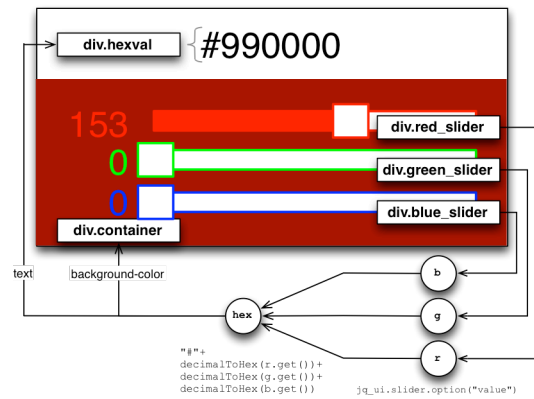 div.hexval
#990000
153
div.red_slider
0
div.green_slider
0
div.blue_slider
div.container
text
background-color
b
hex
g
r
"#"+
decimalToHex(r.get())+
decimalToHex(g.get())+
decimalToHex(b.get())
jq_ui.slider.option("value")